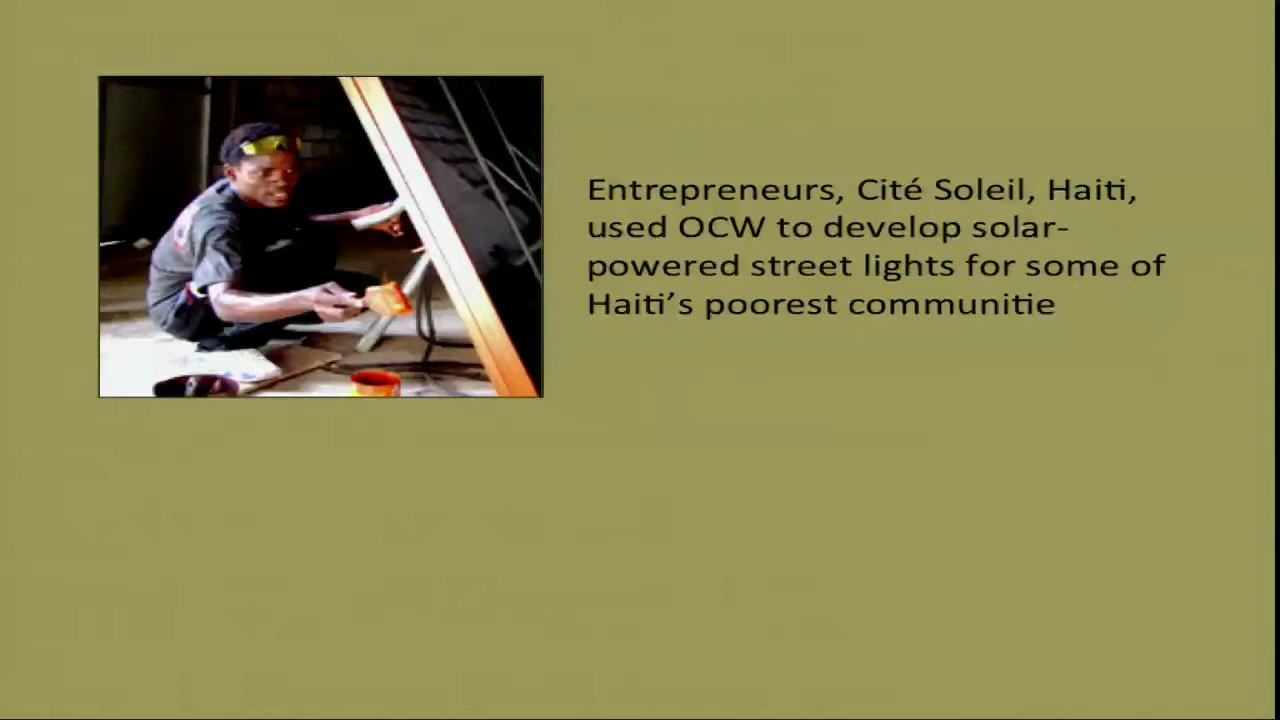 Entrepreneurs, Cité Soleil, Haiti,
used OCW to develop solar-
powered street lights for some of
Haiti’s poorest communitie